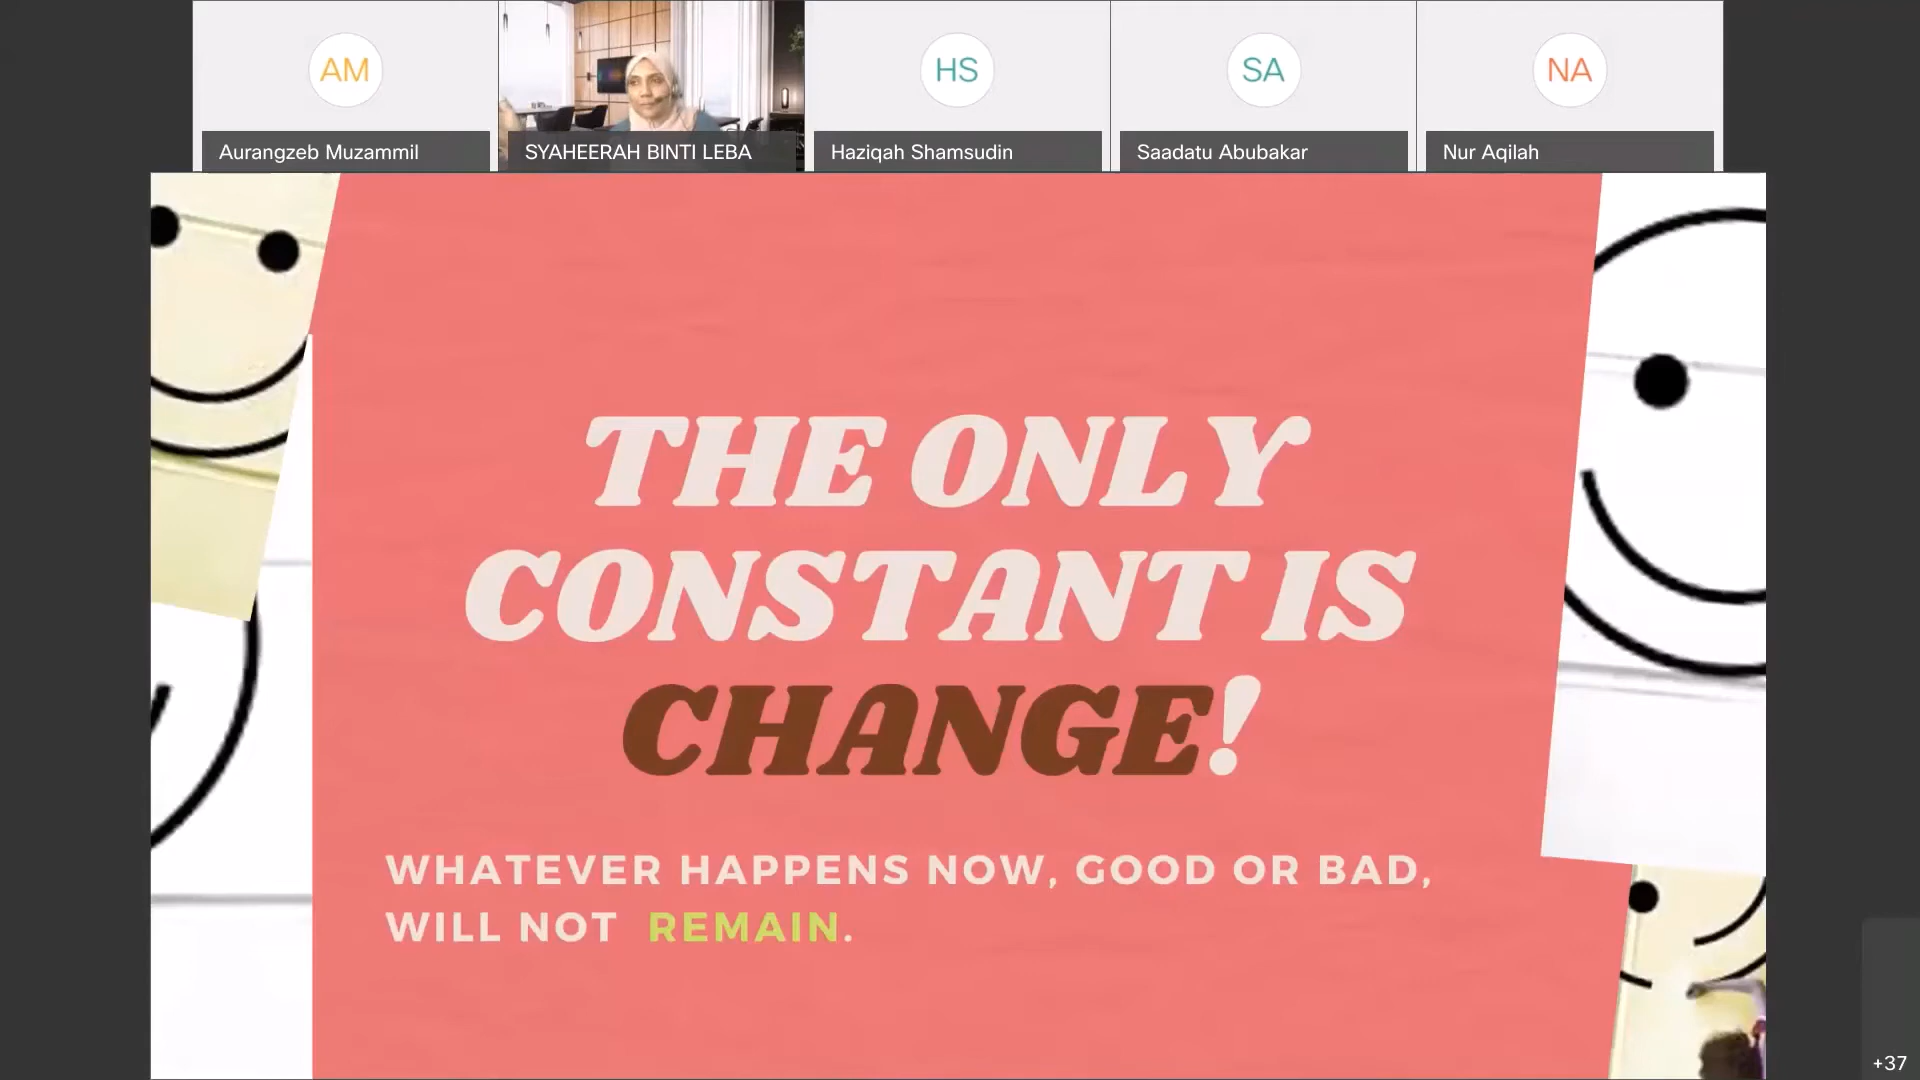 AM
HS
SA
NA
Aurangzeb Muzammil
SYAHEERAH BINTI LEBA
Haziqah Shamsudin
Saadatu Abubakar
Nur Aqilah
THE ONLY
CONSTANT IS
CHANGE!
WHATEVER HAPPENS NOW, GOOD OR BAD,
WILL NOT REMAIN.
+37